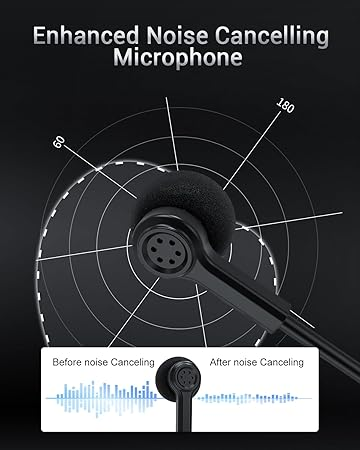 Enhanced Noise Cancelling
Microphone
180
60
Before noise Canceling
After noise Canceling